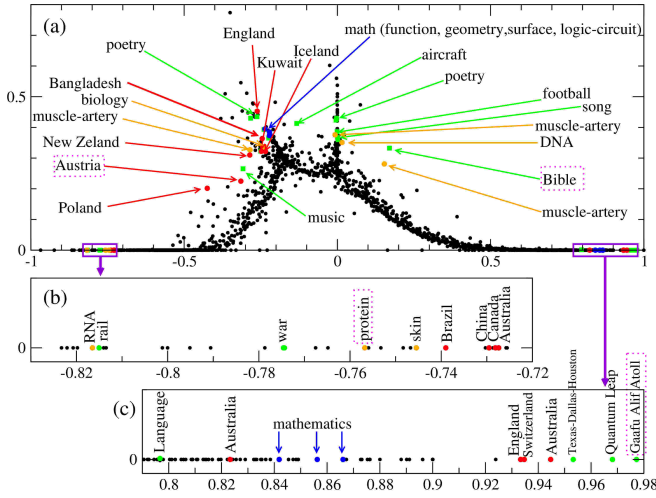 (a)
England
math (function, geometry,surface, logic-circuit)
poetry
Kuwait
Iceland
aircraft
Bangladesh
poetry
0.5
biology
football
muscle-artery
song
New Zeland
muscle-artery
Austria
DNA
Bible
Poland
music
muscle-artery
0
-1
-0.5
0
0.5
1
(b)
RNA
rail
war
protein
skin
Brazil
China
Canada
Australia
0
-0.82
-0.8
-0.78
-0.76
-0.74
-0.72
(c)
Language
Australia
mathematics
England
Switzerland
Australia
Texas-Dallas-Houston
Quantum Leap
Gaafu Alif Atoll
0
0.8
0.82
0.84
0.86
0.88
0.9
0.92
0.94
0.96
0.98